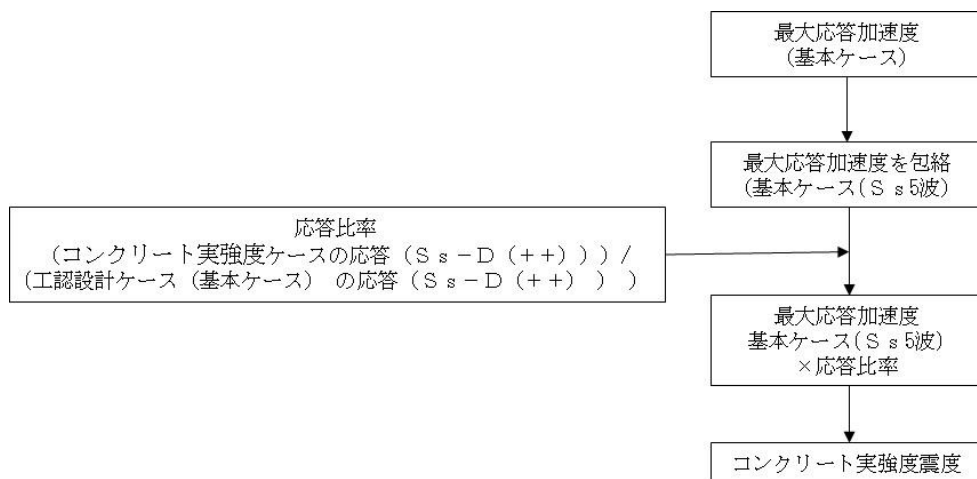 最大応答加速度
(基本ケース)
最大応答加速度を包絡
(基本ケース(Ｓｓ5波)
応答比率
(コンクリート実強度ケースの応答（Ｓｓ－Ｄ（++）))/
(工認設計ケース（基本ケース） の応答（Ｓｓ－Ｄ（++）） )
最大応答加速度
基本ケース(Ｓｓ5波)
×応答比率
コンクリート実強度震度